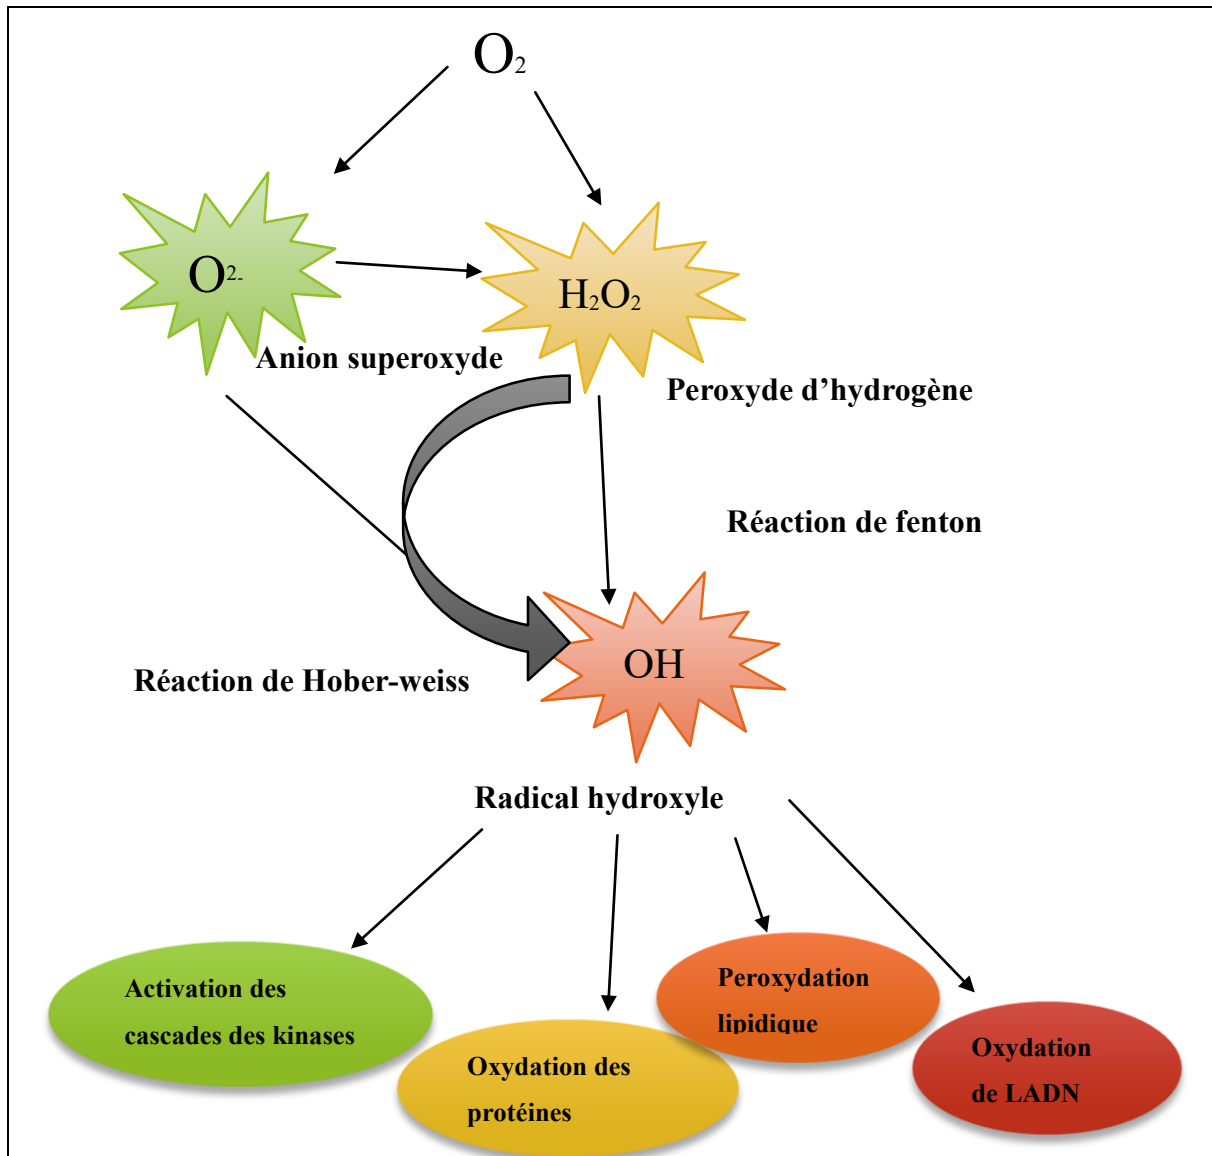 O₂
O²⁻
H₂O₂
Anion superoxyde
Peroxyde d’hydrogène
Réaction de fenton
OH
Réaction de Hober-weiss
Radical hydroxyle
Activation des
cascades des kinases
Oxydation des
protéines
Peroxydation
lipidique
Oxydation
de LADN